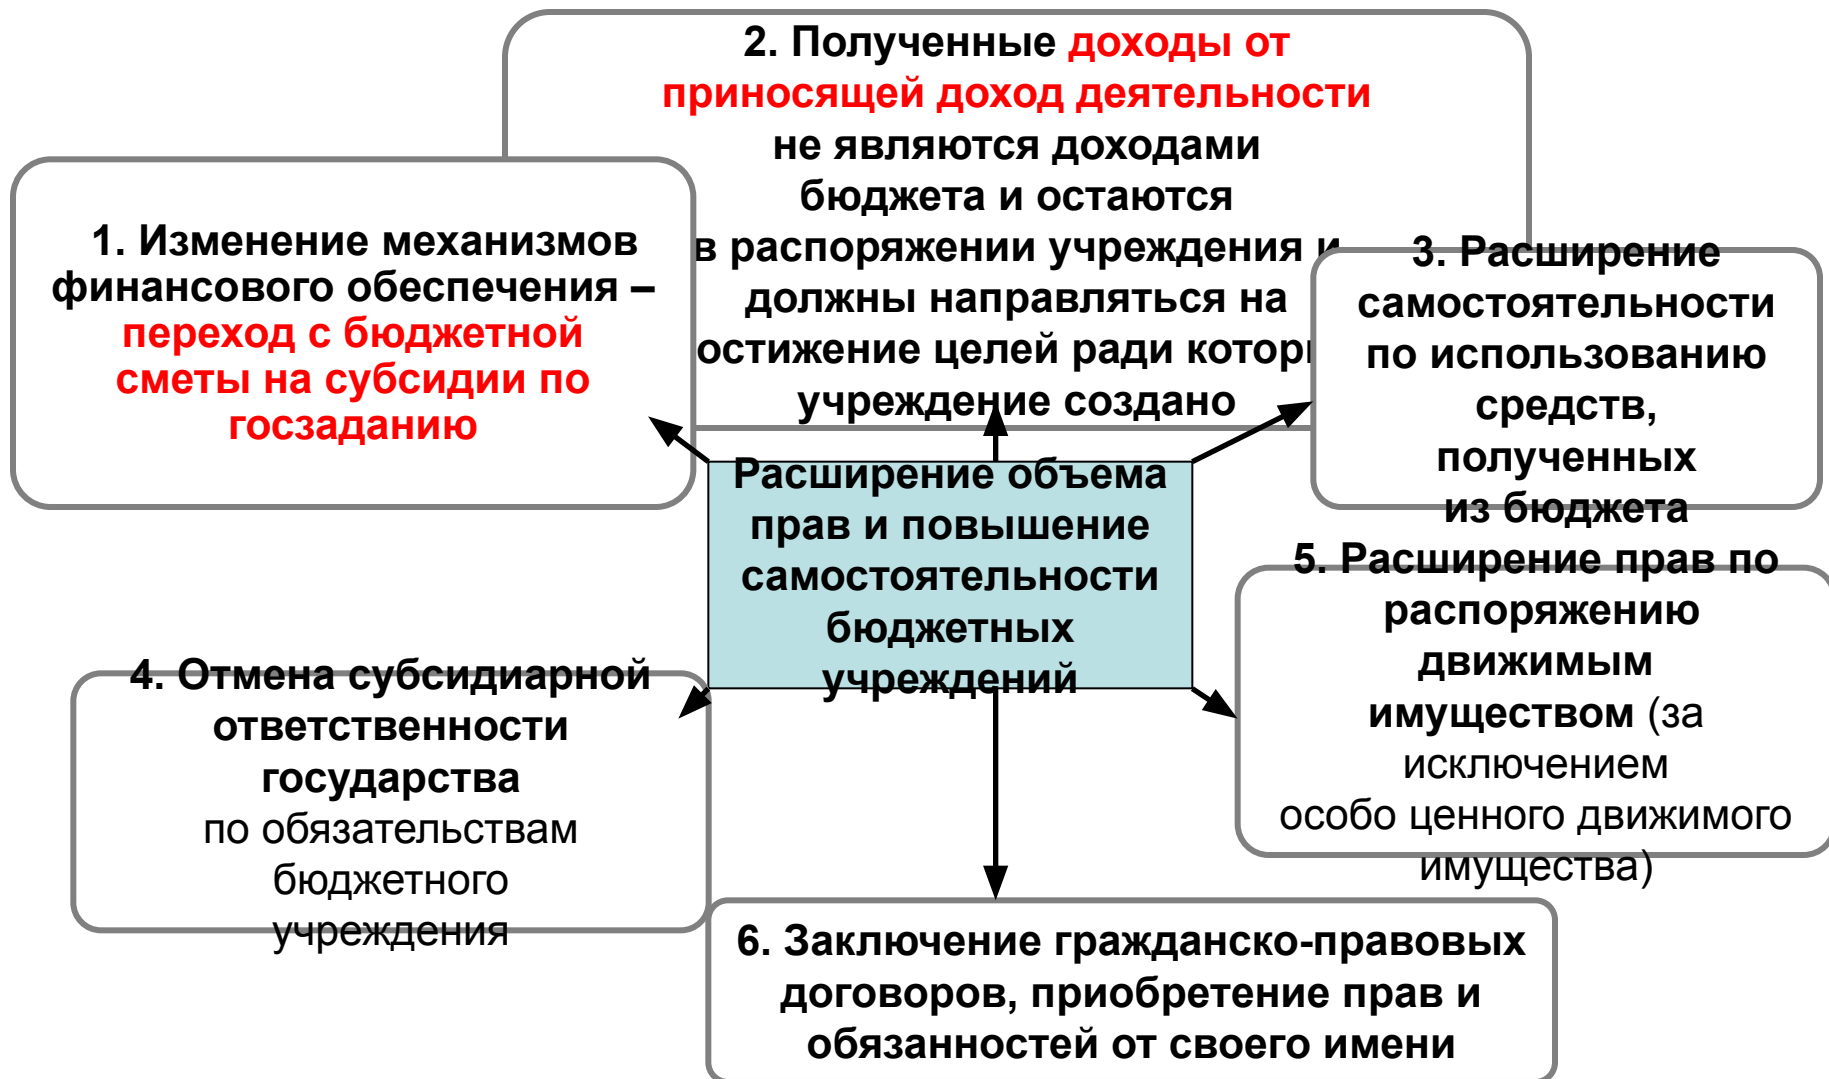 2. Полученные доходы от
приносящей доход деятельности
не являются доходами
бюджета и остаются
в распоряжении учреждения и
должны направляться на
остижение целей ради котор
учреждение создано
1. Изменение механизмов
финансового обеспечения –
переход с бюджетной
сметы на субсидии по
госзаданию
3. Расширение
самостоятельности
по использованию
средств,
полученных
из бюджета
Расширение объема
прав и повышение
самостоятельности
бюджетных
учреждений
4. Отмена субсидиарной
ответственности
государства
по обязательствам
бюджетного
учреждения
5. Расширение прав по
распоряжению
движимым
имуществом (за
исключением
особо ценного движимого
имущества)
6. Заключение гражданско-правовых
договоров, приобретение прав и
обязанностей от своего имени